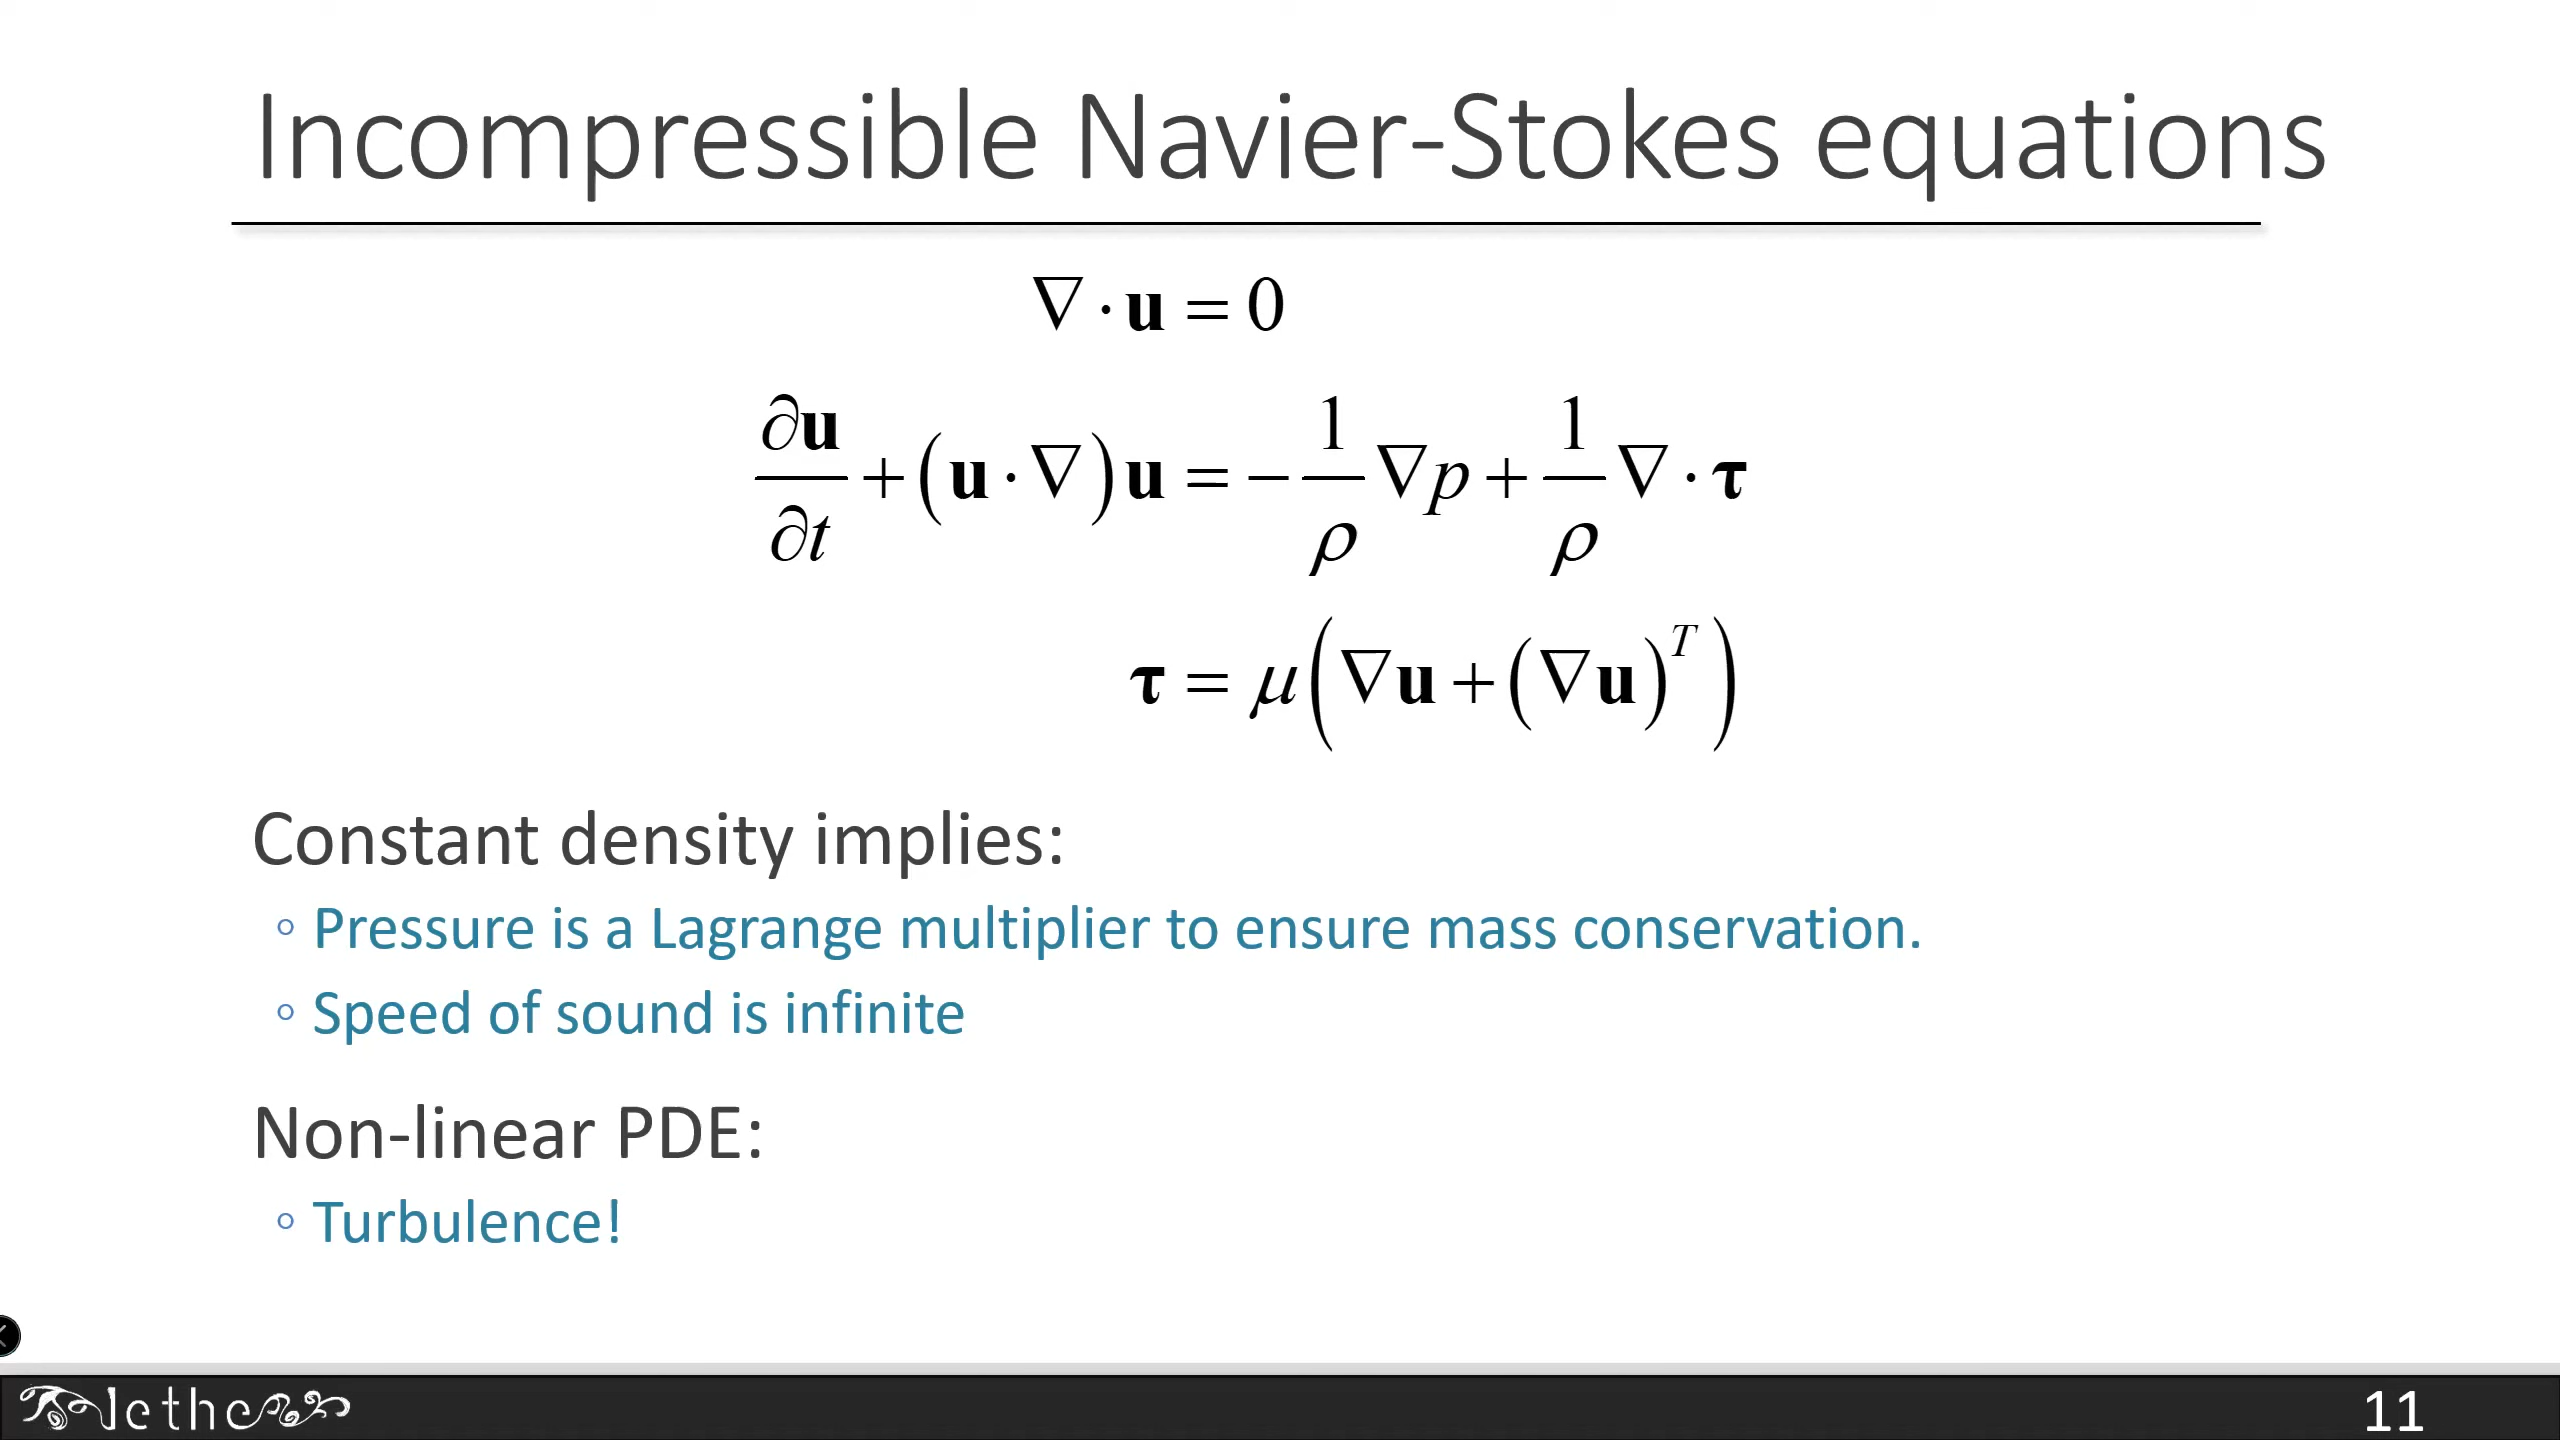 Incompressible Navier-Stokes equations
∇ · u = 0
∂u/∂t + (u · ∇)u = −1/ρ ∇p + 1/ρ ∇ · τ
τ = μ(∇u + (∇u)^T)
Constant density implies:
◦ Pressure is a Lagrange multiplier to ensure mass conservation.
◦ Speed of sound is infinite
Non-linear PDE:
◦ Turbulence!
lethe
11